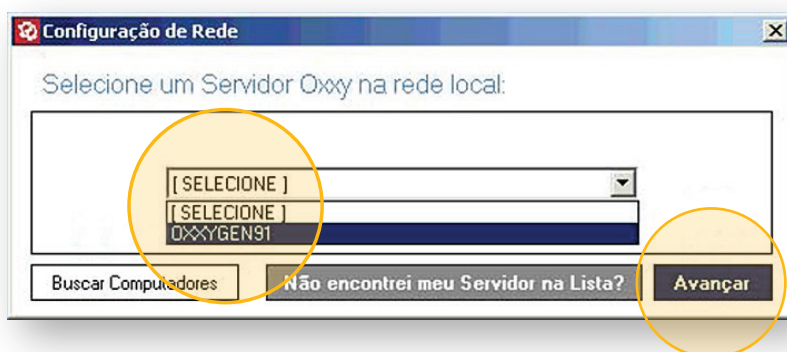 Configuração de Rede
Selecione um Servidor Oxxy na rede local:
[ SELECIONE ]
[ SELECIONE ]
OXXYGEN91
Buscar Computadores
Não encontrei meu Servidor na Lista?
Avançar